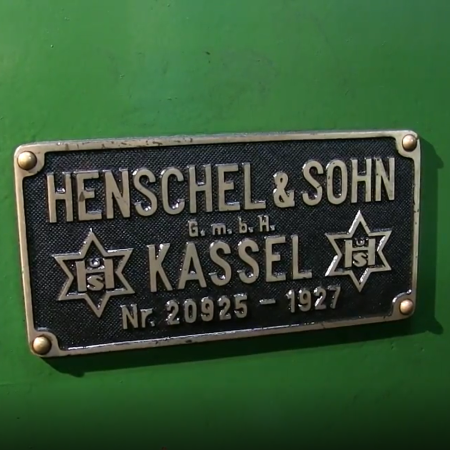 HENSCHEL & SOHN
G.m.b.H.
KASSEL
Nr. 20925 - 1927